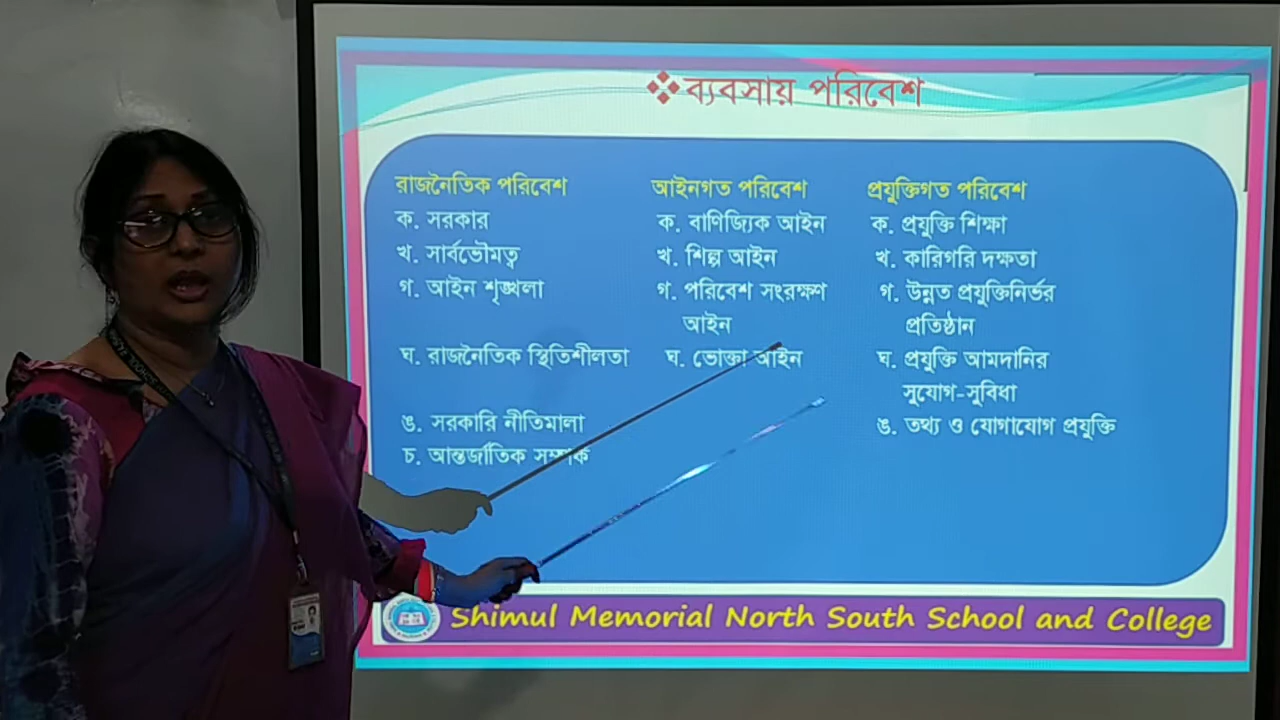 ❖ব্যবসায় পরিবেশ
রাজনৈতিক পরিবেশ
ক. সরকার
খ. সার্বভৌমত্ব
গ. আইন শৃঙ্খলা
ঘ. রাজনৈতিক স্থিতিশীলতা
ঙ. সরকারি নীতিমালা
চ. আন্তর্জাতিক সম্পর্ক
আইনগত পরিবেশ
ক. বাণিজ্যিক আইন
খ. শিল্প আইন
গ. পরিবেশ সংরক্ষণ
আইন
ঘ. ভোক্তা আইন
প্রযুক্তিগত পরিবেশ
ক. প্রযুক্তি শিক্ষা
খ. কারিগরি দক্ষতা
গ. উন্নত প্রযুক্তিনির্ভর
প্রতিষ্ঠান
ঘ. প্রযুক্তি আমদানির
সুযোগ-সুবিধা
ঙ. তথ্য ও যোগাযোগ প্রযুক্তি
Shimul Memorial North South School and College